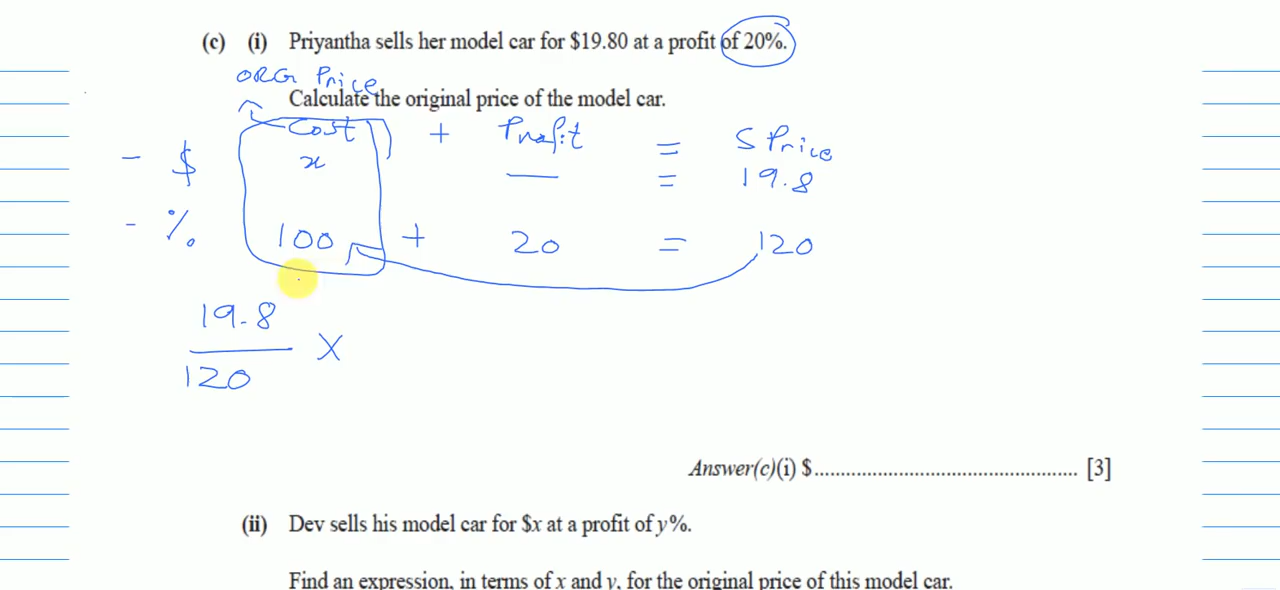 (c) (i) Priyantha sells her model car for $19.80 at a profit of 20%.
ORG Price
Calculate the original price of the model car.
Cost + Profit = S Price
- $ x — = 19.8
- % 100 + 20 = 120
19.8
120 X
Answer(c)(i) $.................................................. [3]
(ii) Dev sells his model car for $x at a profit of y%.
Find an expression, in terms of x and y, for the original price of this model car.